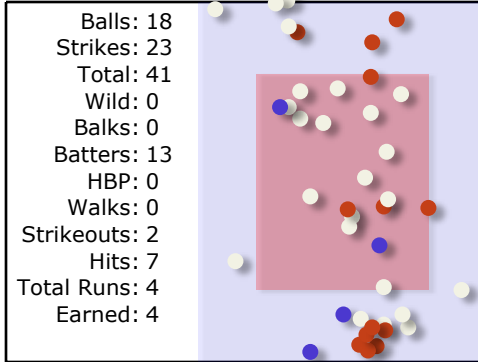 Balls: 18
Strikes: 23
Total: 41
Wild: 0
Balks: 0
Batters: 13
HBP: 0
Walks: 0
Strikeouts: 2
Hits: 7
Total Runs: 4
Earned: 4